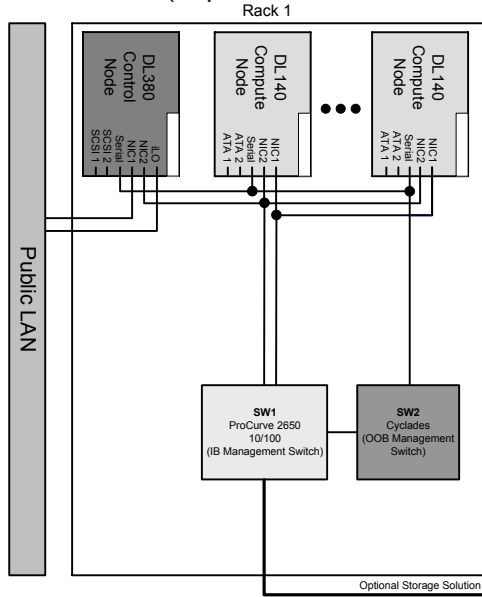 Rack 1
DL380
Control
Node
iLO
NIC2
NIC1
Serial
SCSI 2
SCSI 1
DL140
Compute
Node
NIC1
NIC2
Serial
ATA 2
ATA 1
DL140
Compute
Node
NIC1
NIC2
Serial
ATA 2
ATA 1
Public LAN
SW1
ProCurve 2650
10/100
(IB Management Switch)
SW2
Cyclades
(OOB Management
Switch)
Optional Storage Solution